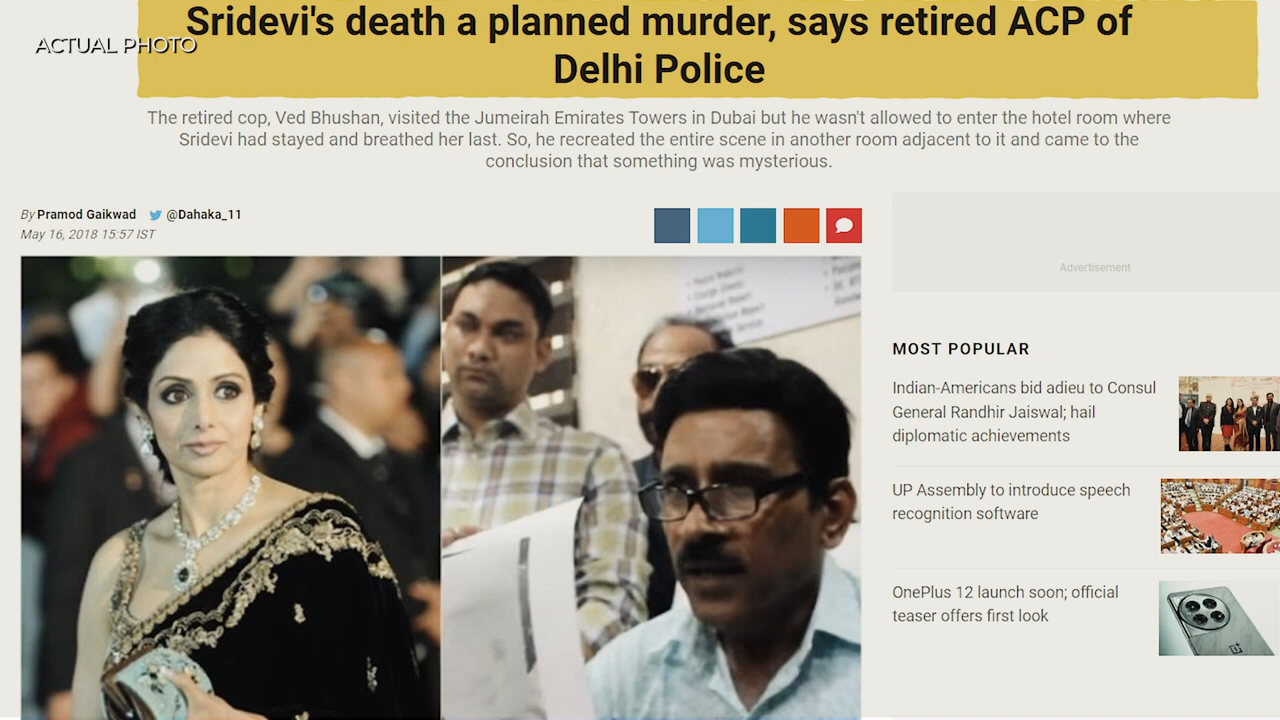 Sridevi's death a planned murder, says retired ACP of
Delhi Police
ACTUAL PHOTO
The retired cop, Ved Bhushan, visited the Jumeirah Emirates Towers in Dubai but he wasn't allowed to enter the hotel room where
Sridevi had stayed and breathed her last. So, he recreated the entire scene in another room adjacent to it and came to the
conclusion that something was mysterious.
By Pramod Gaikwad @Dahaka_11
May 16, 2018 15:57 IST
Advertisement
MOST POPULAR
Indian-Americans bid adieu to Consul
General Randhir Jaiswal; hail
diplomatic achievements
UP Assembly to introduce speech
recognition software
OnePlus 12 launch soon; official
teaser offers first look